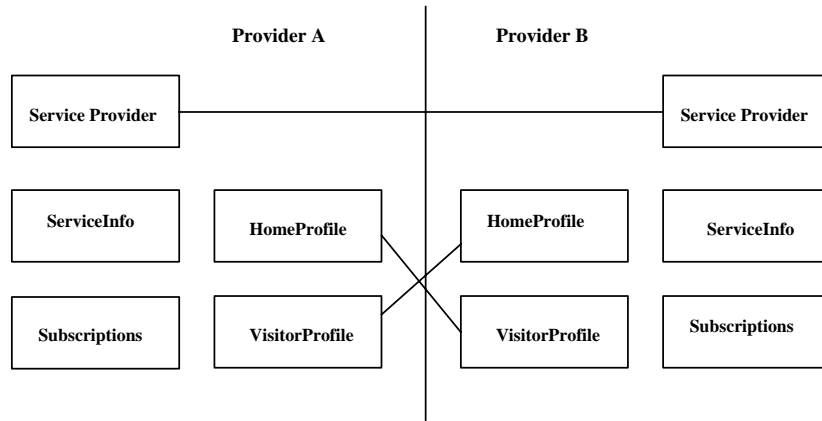 Provider A
Provider B
Service Provider
Service Provider
ServiceInfo
HomeProfile
HomeProfile
ServiceInfo
Subscriptions
VisitorProfile
VisitorProfile
Subscriptions